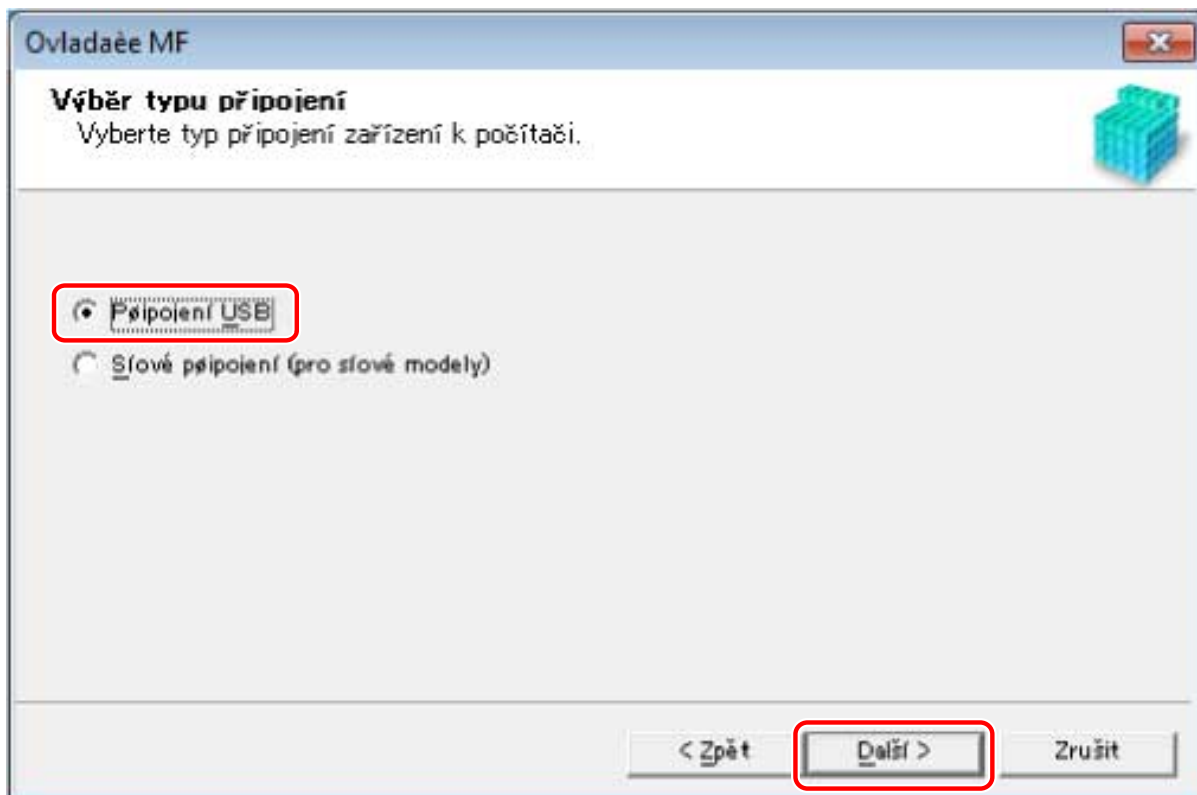 Ovladaèe MF
Výběr typu připojení
Vyberte typ připojení zařízení k počítači.
Pøipojení USB
Síové pøipojení (pro síové modely)
< Zpět
Další >
Zrušit